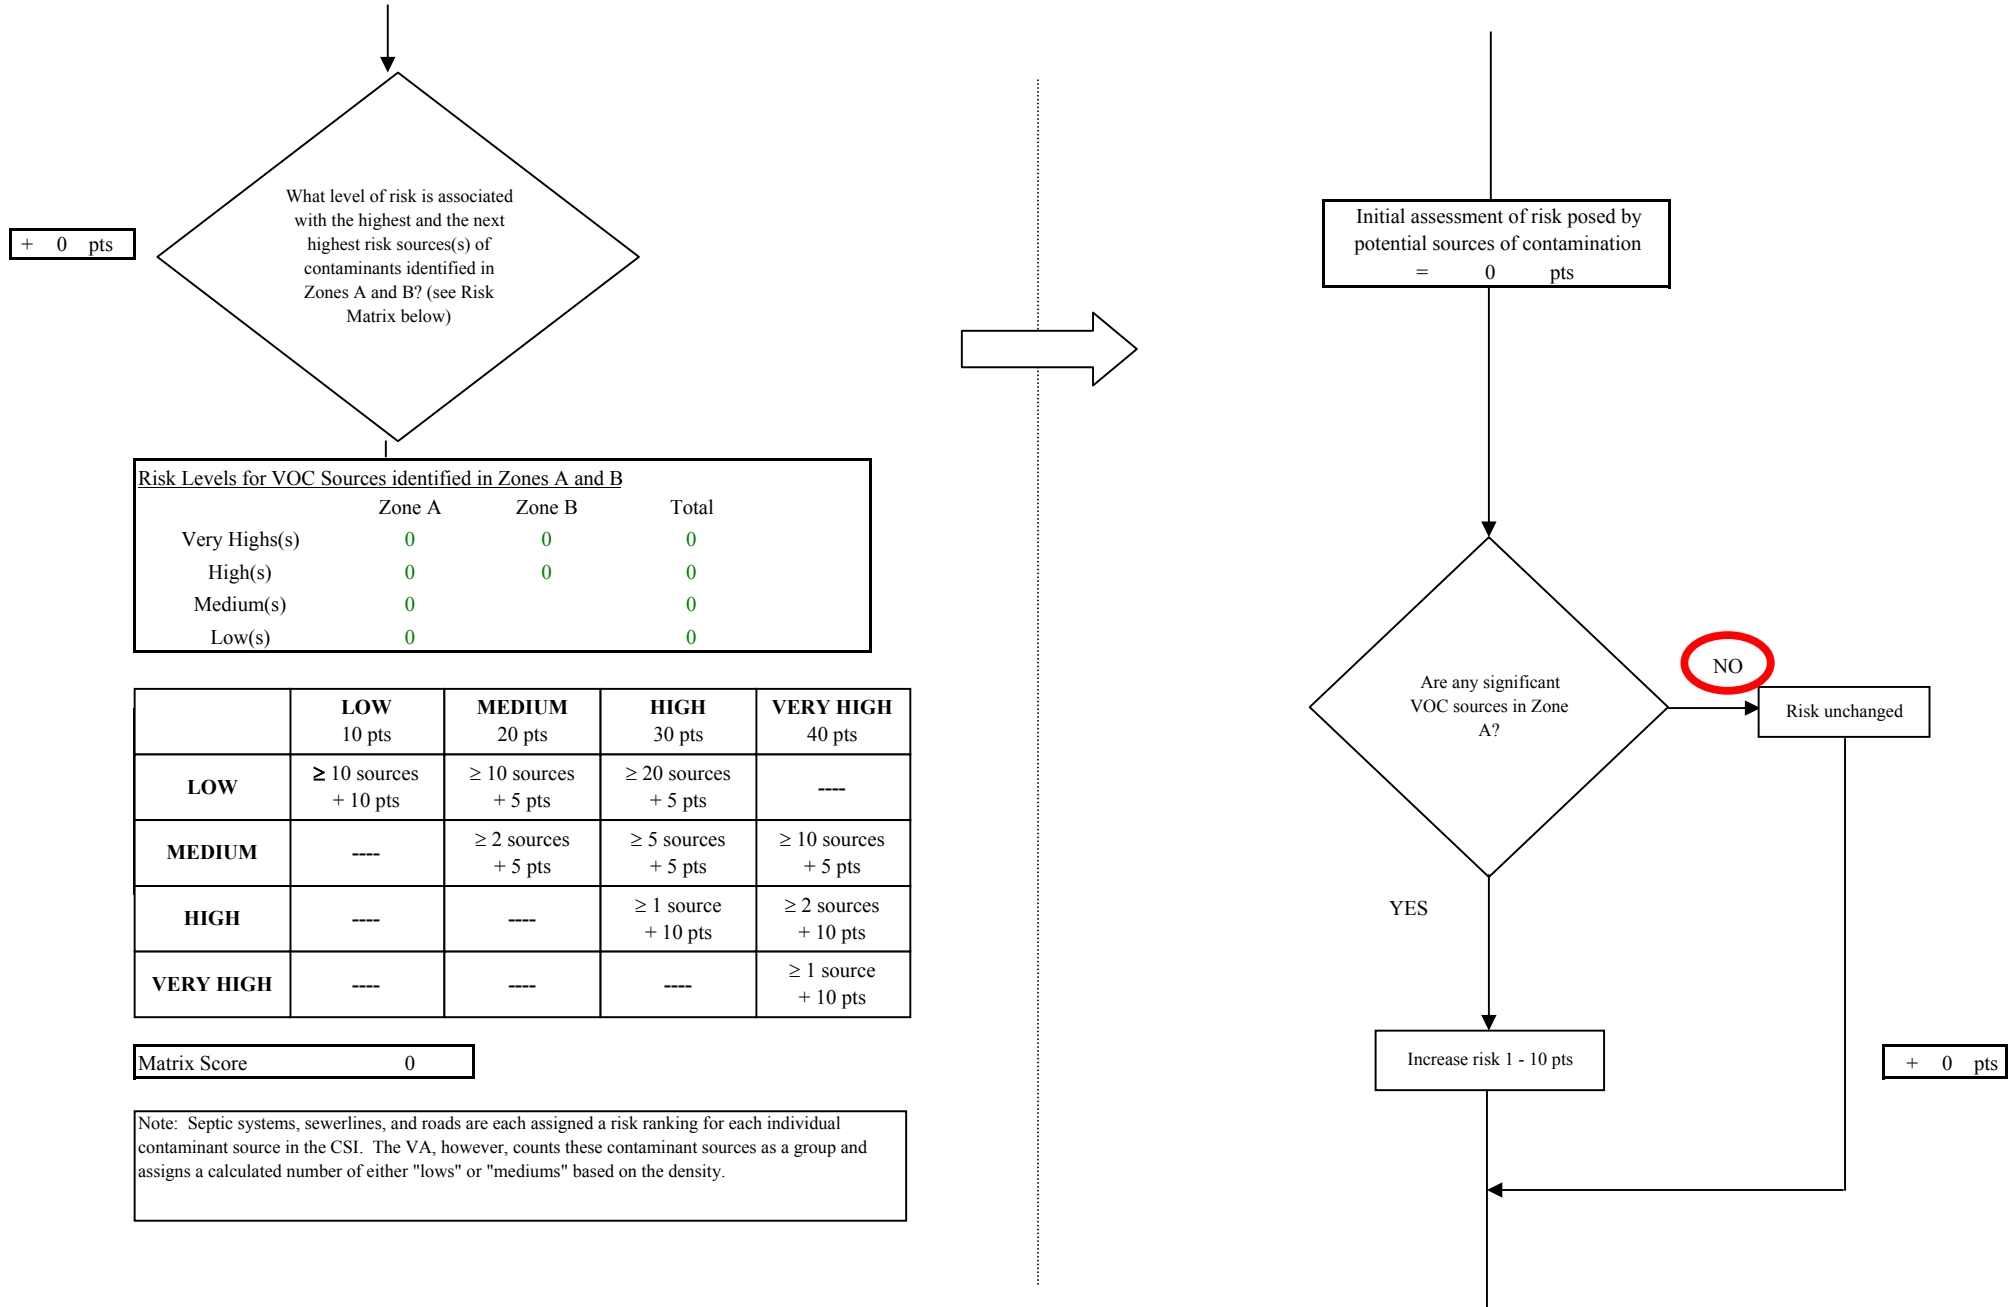 What level of risk is associated
with the highest and the next
highest risk sources(s) of
contaminants identified in
Zones A and B? (see Risk
Matrix below)
+ 0 pts
Risk Levels for VOC Sources identified in Zones A and B
Zone A Zone B Total
Very Highs(s) 0 0 0
High(s) 0 0 0
Medium(s) 0 0
Low(s) 0 0
LOW MEDIUM HIGH VERY HIGH
10 pts 20 pts 30 pts 40 pts
LOW ≥ 10 sources + 10 pts ≥ 10 sources + 5 pts ≥ 20 sources + 5 pts ----
MEDIUM ---- ≥ 2 sources + 5 pts ≥ 5 sources + 5 pts ≥ 10 sources + 5 pts
HIGH ---- ---- ≥ 1 source + 10 pts ≥ 2 sources + 10 pts
VERY HIGH ---- ---- ---- ≥ 1 source + 10 pts
Matrix Score 0
Note: Septic systems, sewerlines, and roads are each assigned a risk ranking for each individual
contaminant source in the CSI. The VA, however, counts these contaminant sources as a group and
assigns a calculated number of either "lows" or "mediums" based on the density.
Initial assessment of risk posed by
potential sources of contamination
= 0 pts
Are any significant
VOC sources in Zone
A?
NO
Risk unchanged
YES
Increase risk 1 - 10 pts
+ 0 pts